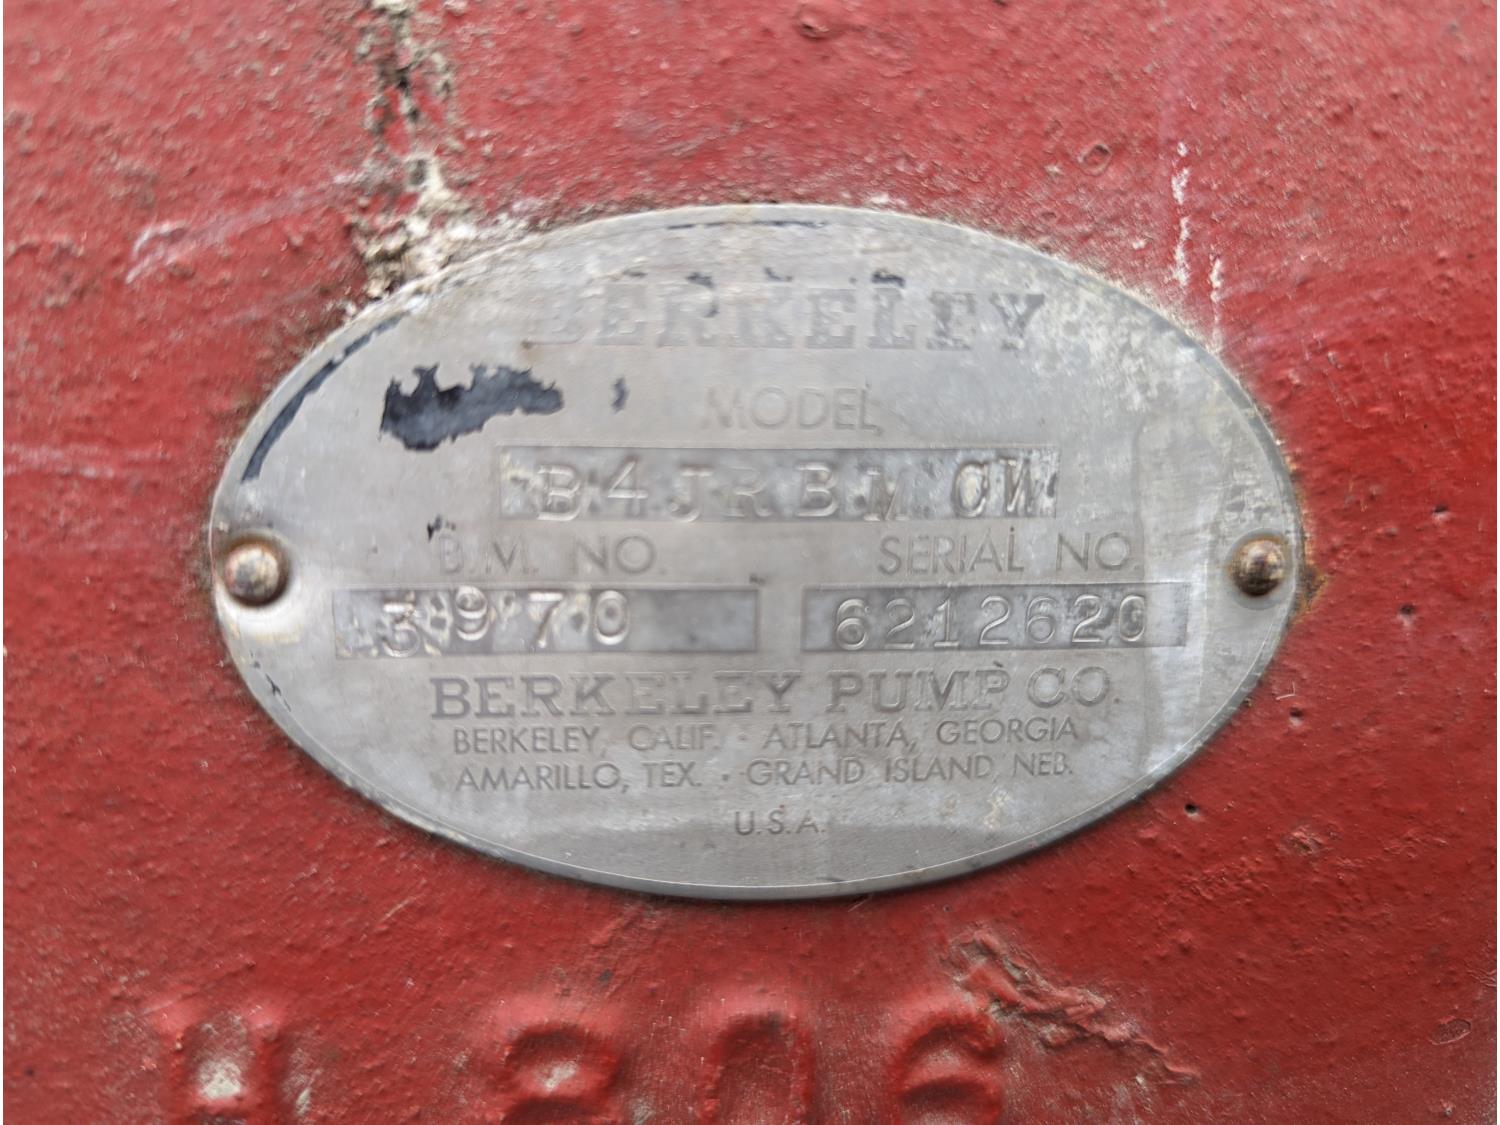 BERKELEY
MODEL
B4JRBM CW
B.M. NO. SERIAL NO.
3970 6212620
BERKELEY PUMP CO.
BERKELEY, CALIF. · ATLANTA, GEORGIA
AMARILLO, TEX. · GRAND ISLAND, NEB.
U.S.A.